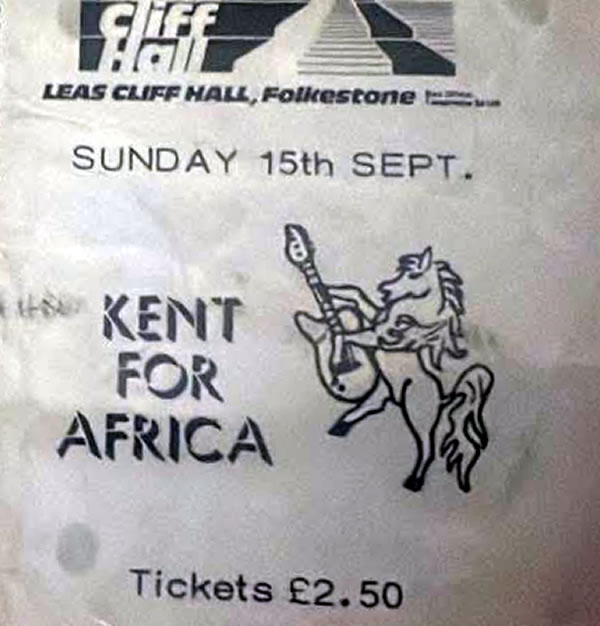 Cliff
Hall
LEAS CLIFF HALL, Folkestone
SUNDAY 15th SEPT.
KENT
FOR
AFRICA
Tickets £2.50